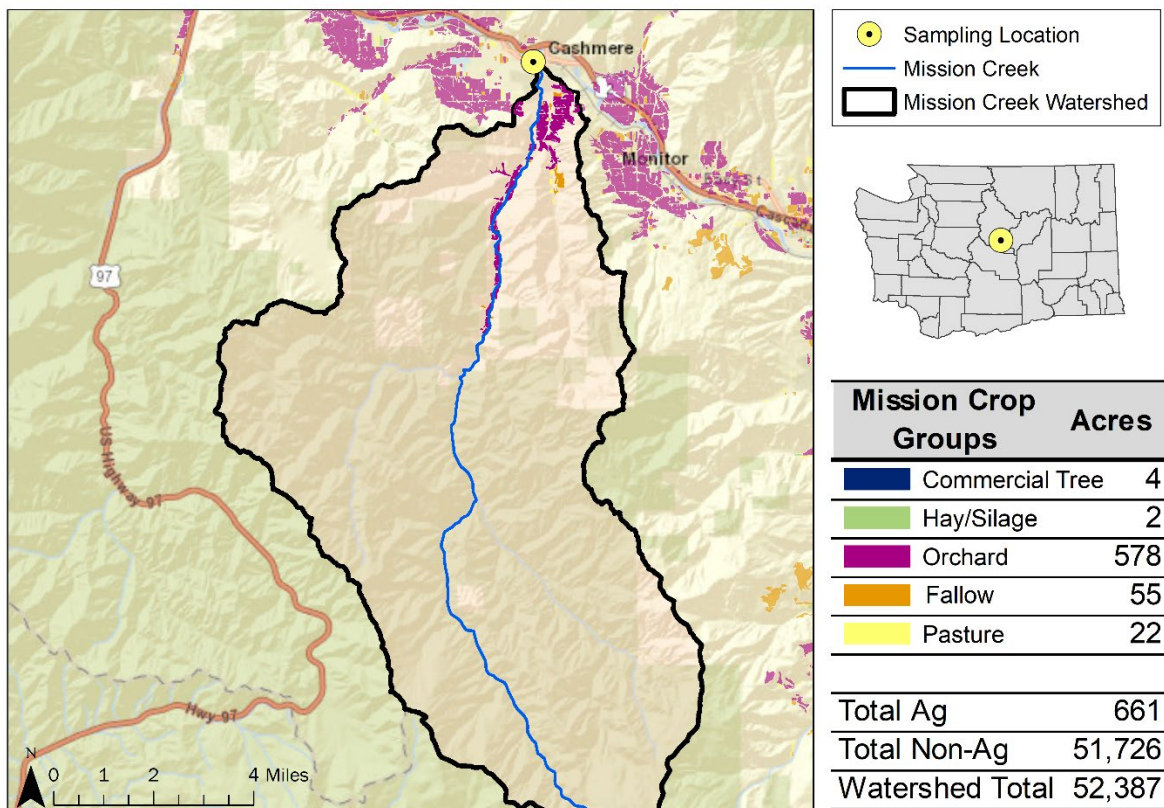 Cashmere
Monitor
97
US Highway 97
Hwy 97
N
0 1 2 4 Miles
Sampling Location
Mission Creek
Mission Creek Watershed
Mission Crop Groups Acres
Commercial Tree 4
Hay/Silage 2
Orchard 578
Fallow 55
Pasture 22
Total Ag 661
Total Non-Ag 51,726
Watershed Total 52,387